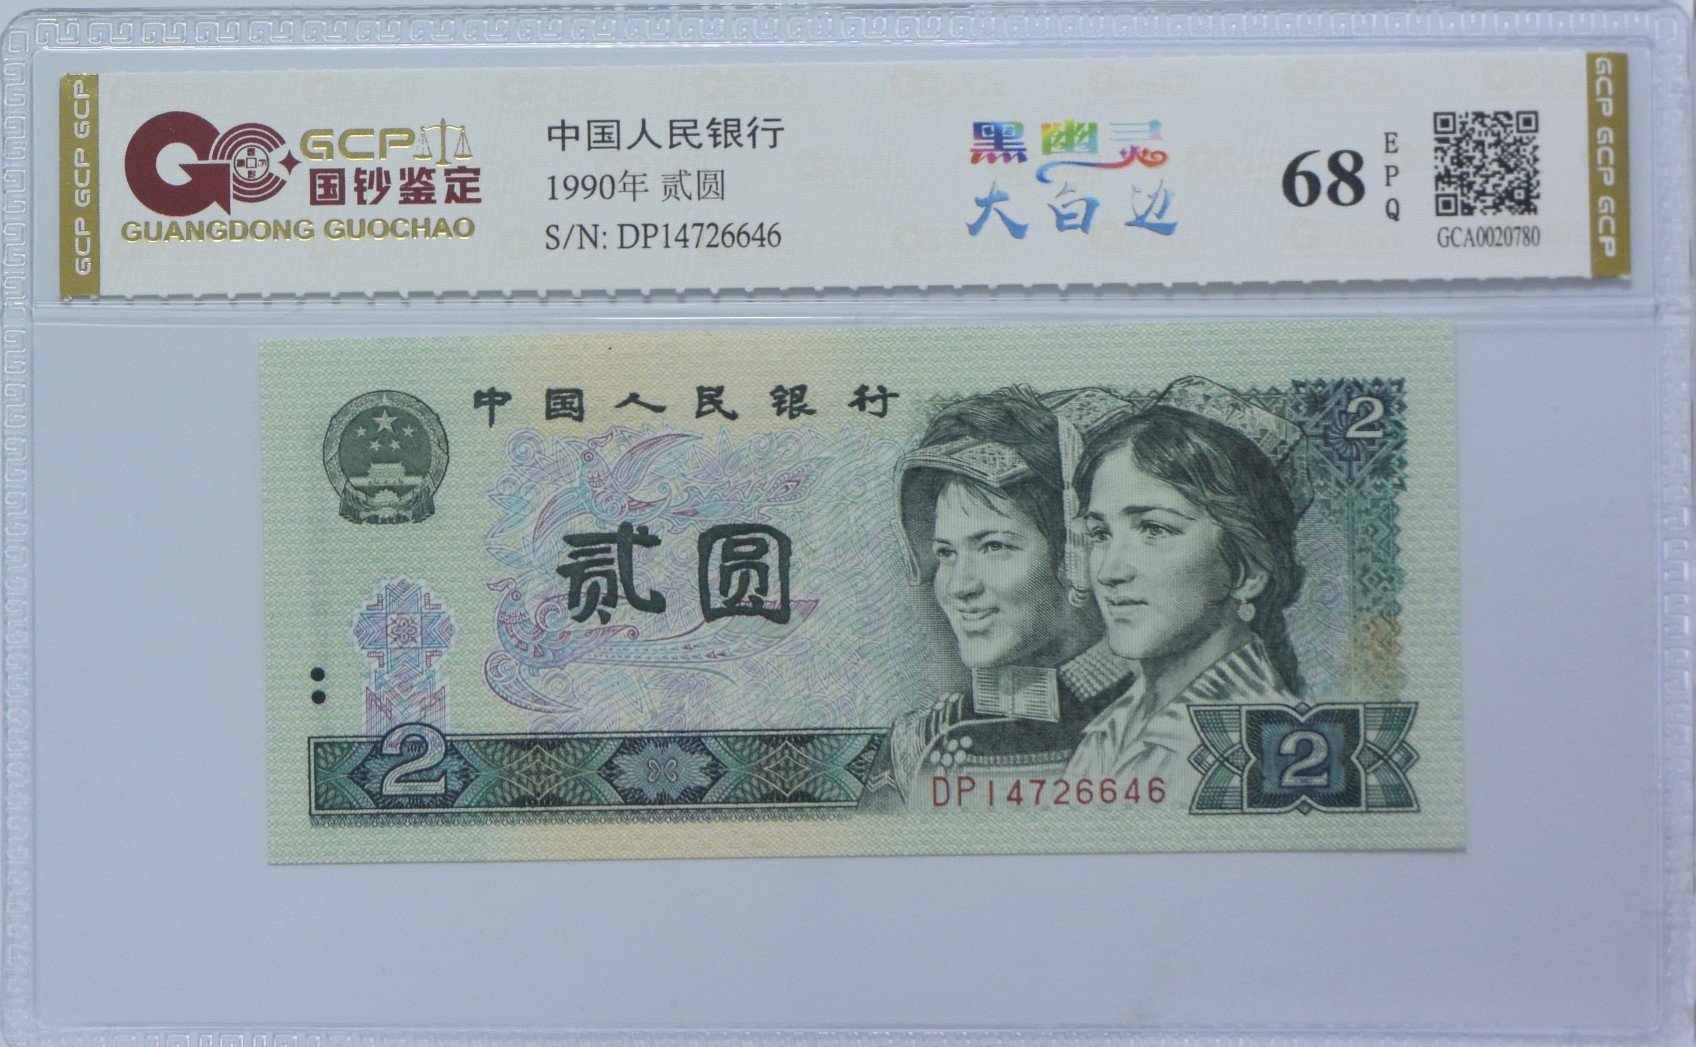 GCP GCP GCP
GCP
国钞鉴定
GUANGDONG GUOCHAO
中国人民银行
1990年 贰圆
S/N: DP14726646
黑幽灵
大白边
68
EPQ
GCA0020780
GCP GCP GCP
中国人民银行
2
贰圆
2
DP14726646
2